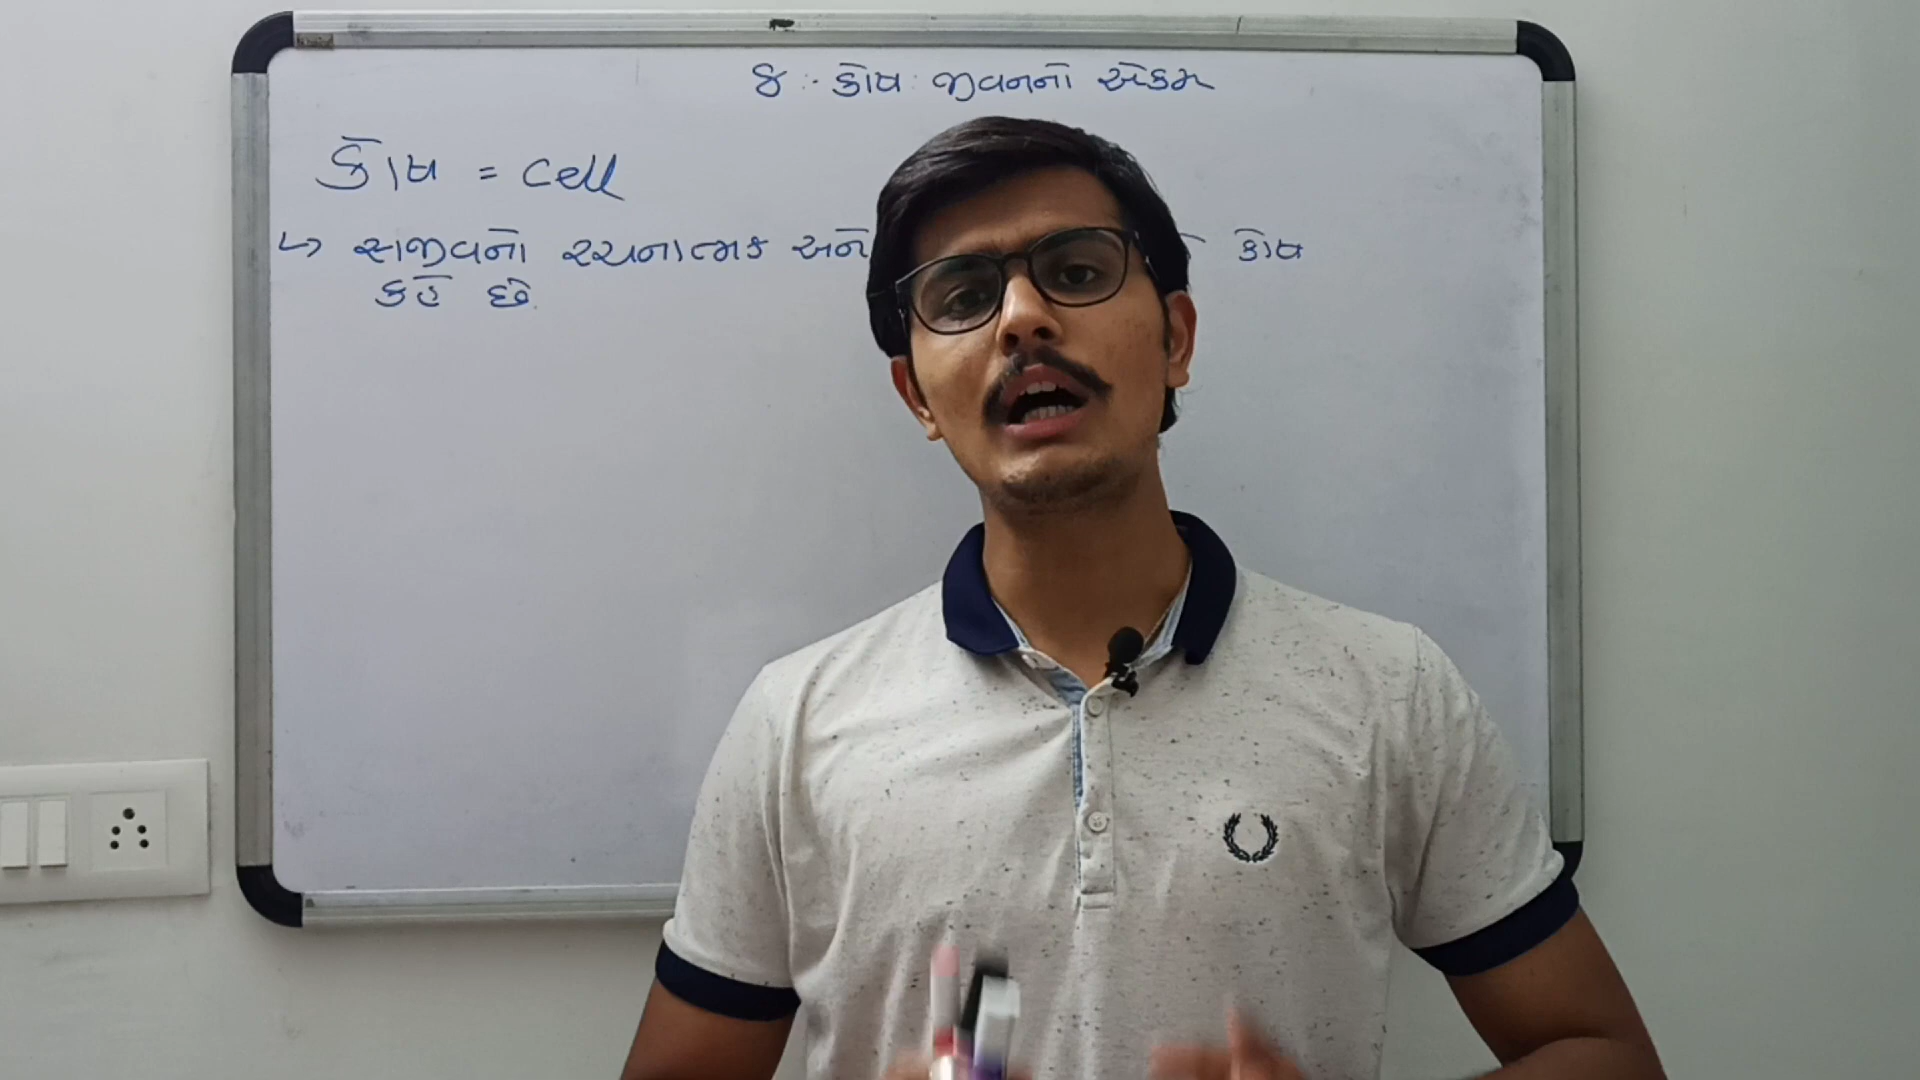 ૪ :- કોષ : જીવનનો એકમ
કોષ = cell
↳ સજીવનો રચનાત્મક અને કોષ
કહે છે.